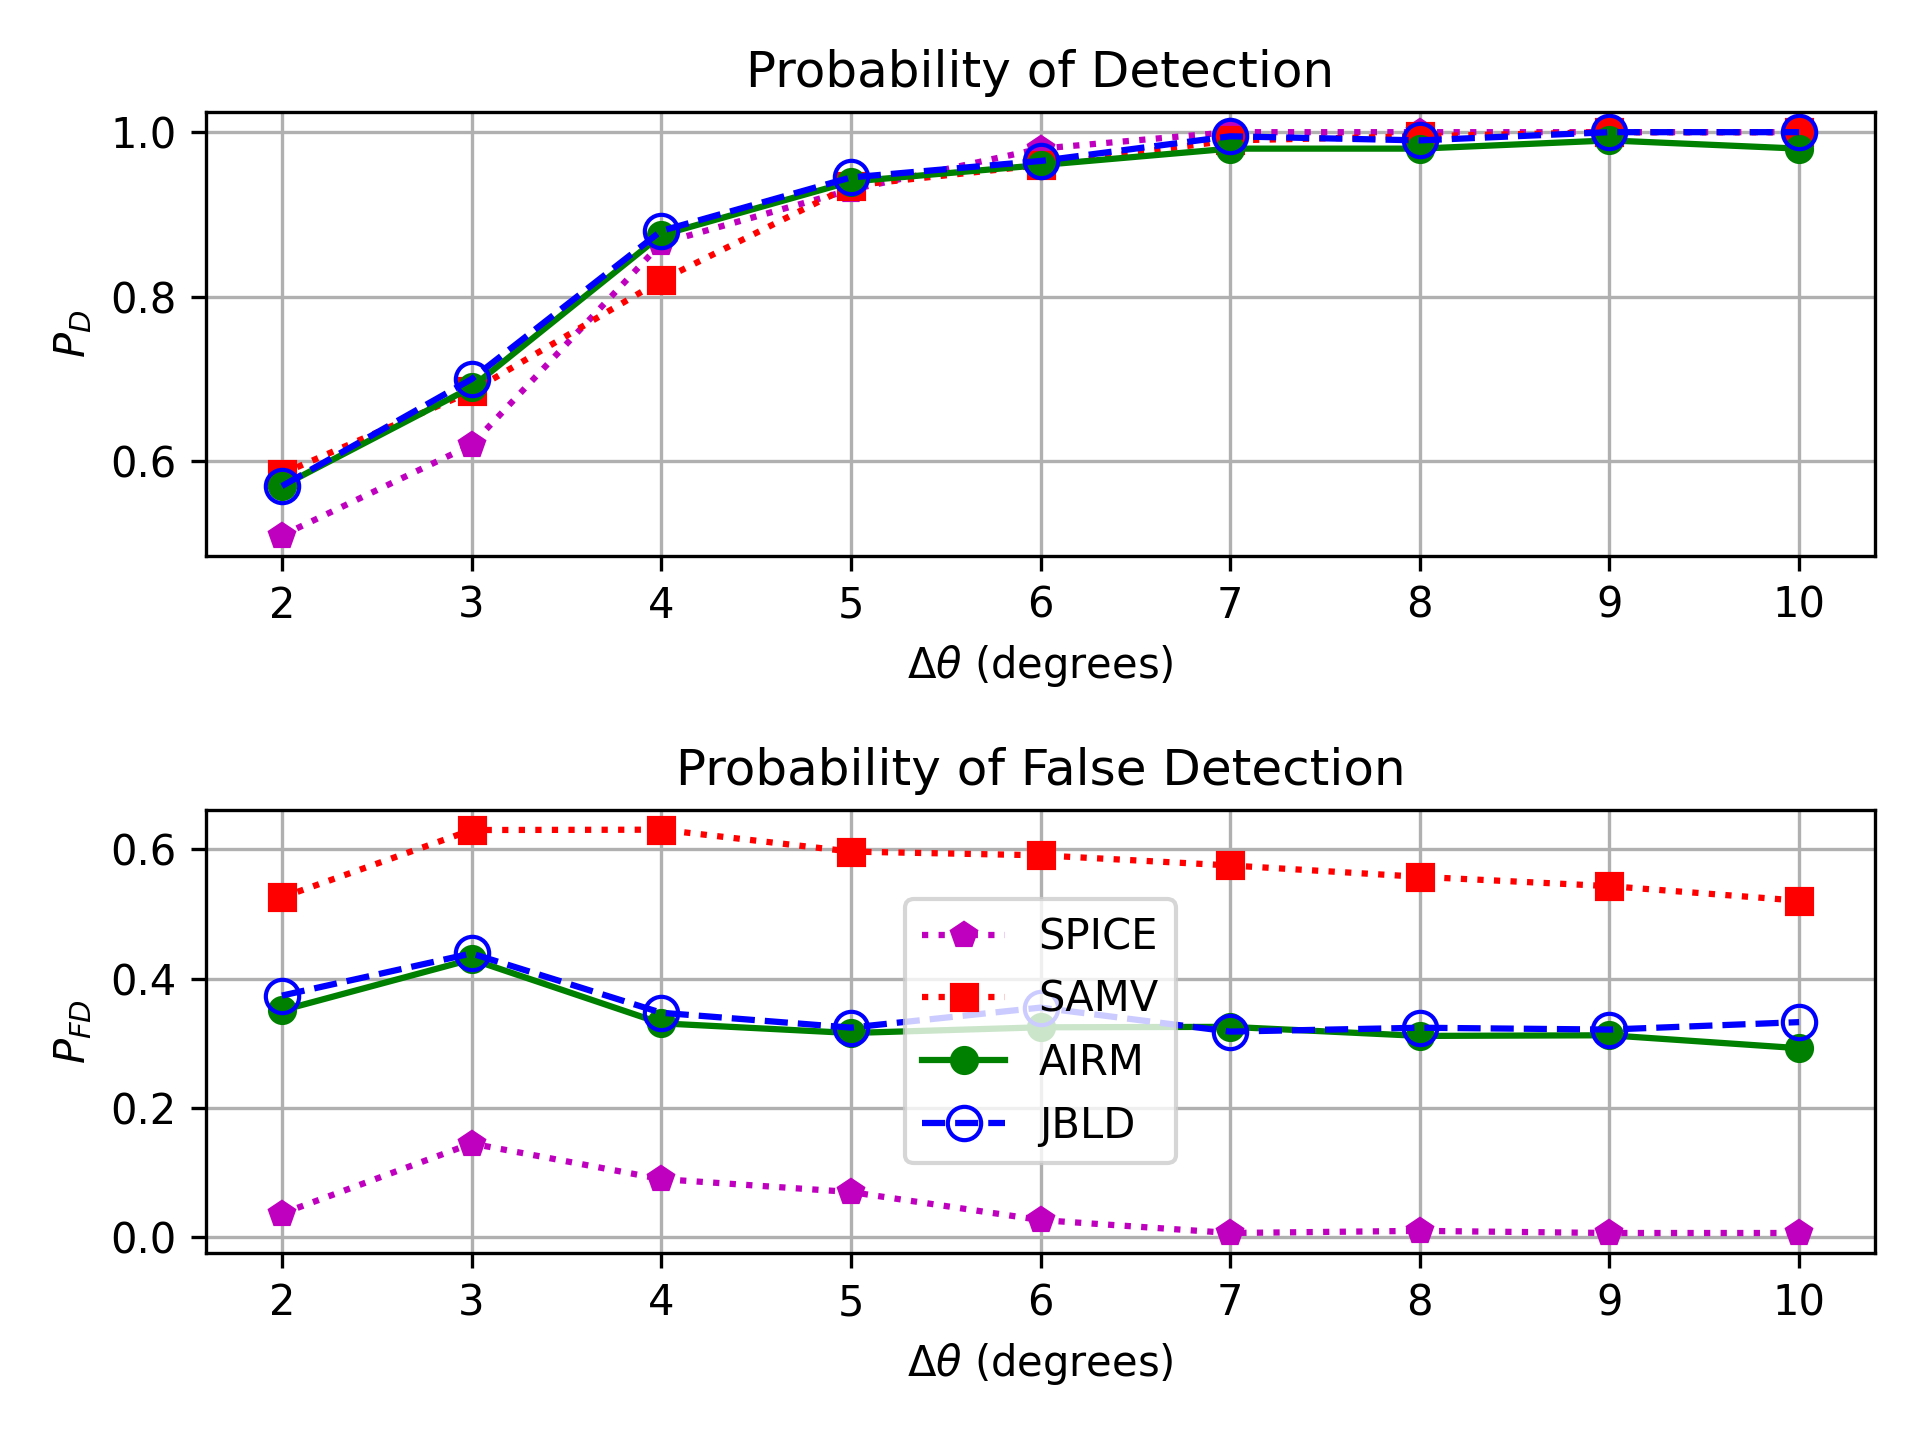 Probability of Detection
1.0
0.8
0.6
P_D
2 3 4 5 6 7 8 9 10
Δθ (degrees)
Probability of False Detection
0.6
0.4
0.2
0.0
P_FD
SPICE
SAMV
AIRM
JBLD
2 3 4 5 6 7 8 9 10
Δθ (degrees)